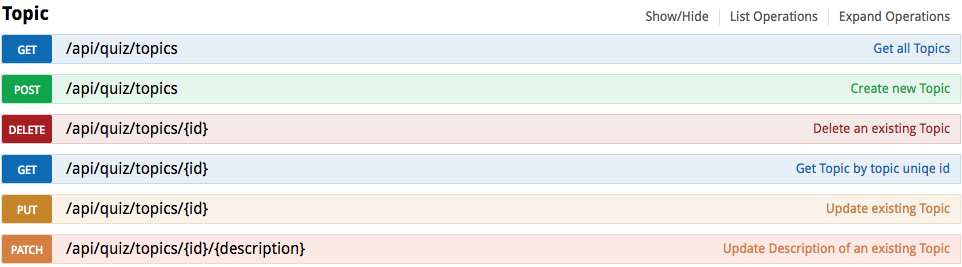 Topic Show/Hide List Operations Expand Operations
GET /api/quiz/topics Get all Topics
POST /api/quiz/topics Create new Topic
DELETE /api/quiz/topics/{id} Delete an existing Topic
GET /api/quiz/topics/{id} Get Topic by topic uniqe id
PUT /api/quiz/topics/{id} Update existing Topic
PATCH /api/quiz/topics/{id}/{description} Update Description of an existing Topic